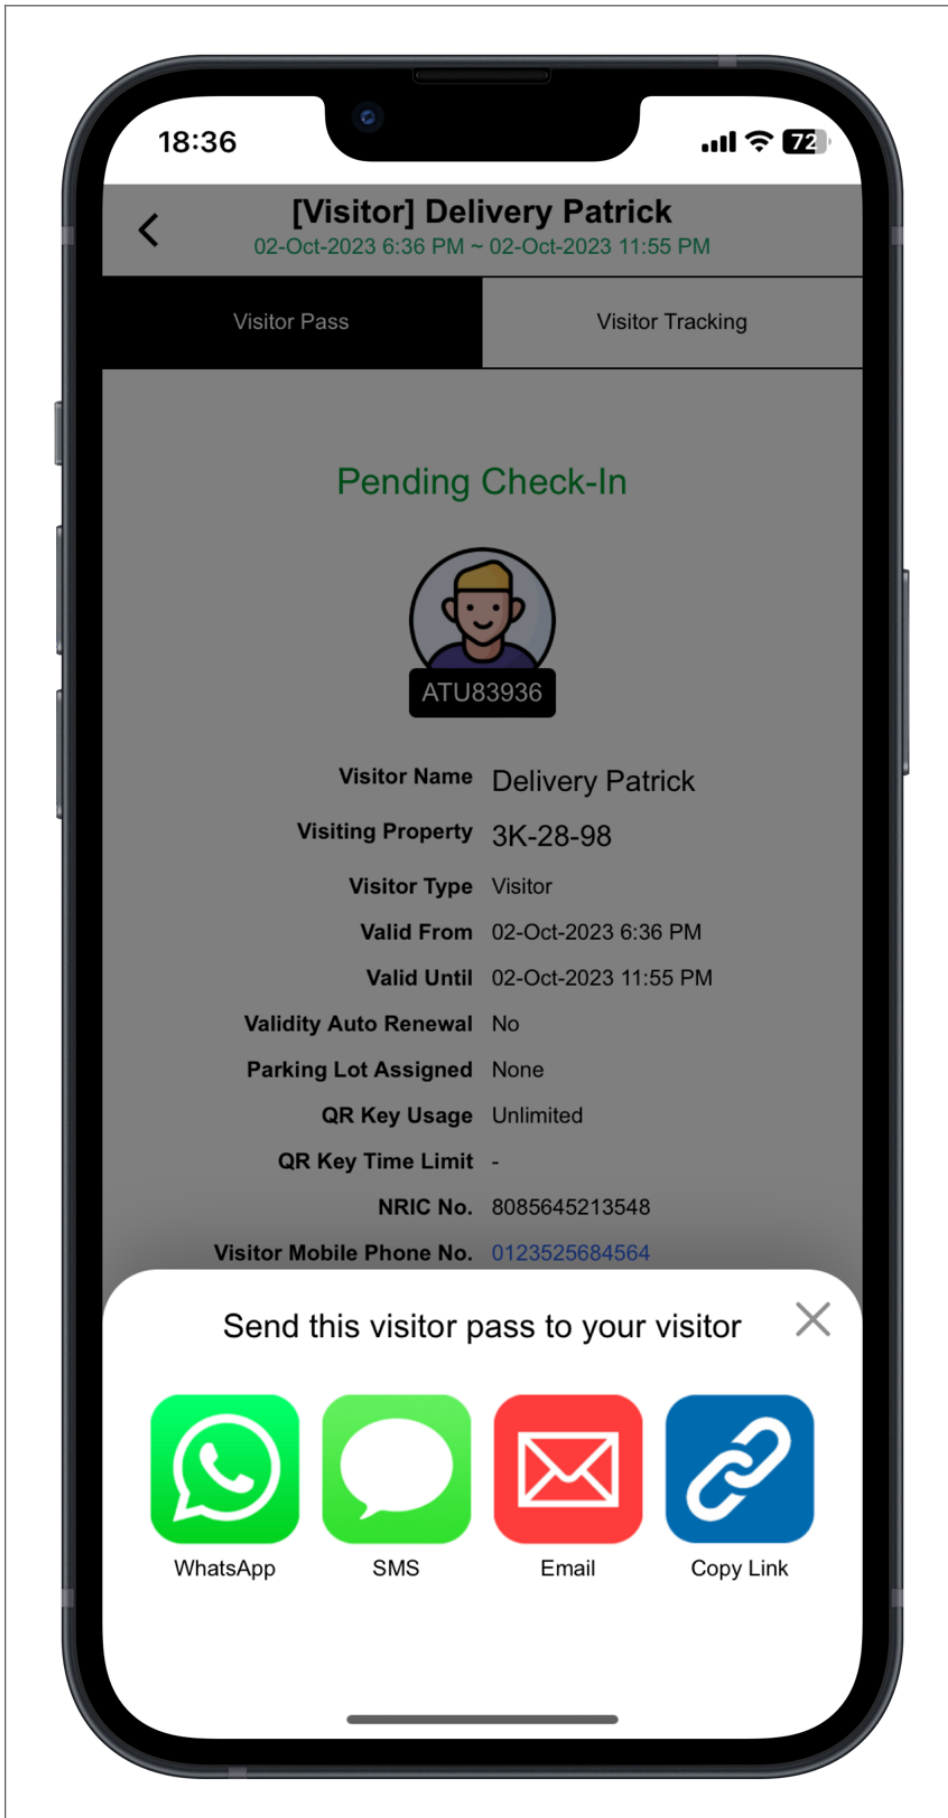 18:36
72
[Visitor] Delivery Patrick
02-Oct-2023 6:36 PM ~ 02-Oct-2023 11:55 PM
Visitor Pass
Visitor Tracking
Pending Check-In
ATU83936
Visitor Name Delivery Patrick
Visiting Property 3K-28-98
Visitor Type Visitor
Valid From 02-Oct-2023 6:36 PM
Valid Until 02-Oct-2023 11:55 PM
Validity Auto Renewal No
Parking Lot Assigned None
QR Key Usage Unlimited
QR Key Time Limit -
NRIC No. 8085645213548
Visitor Mobile Phone No. 0123525684564
Send this visitor pass to your visitor
WhatsApp
SMS
Email
Copy Link